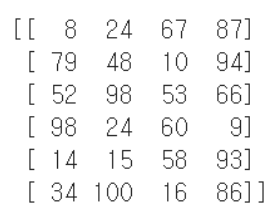 [[ 8 24 67 87]
[ 79 48 10 94]
[ 52 98 53 66]
[ 98 24 60 9]
[ 14 15 58 93]
[ 34 100 16 86]]